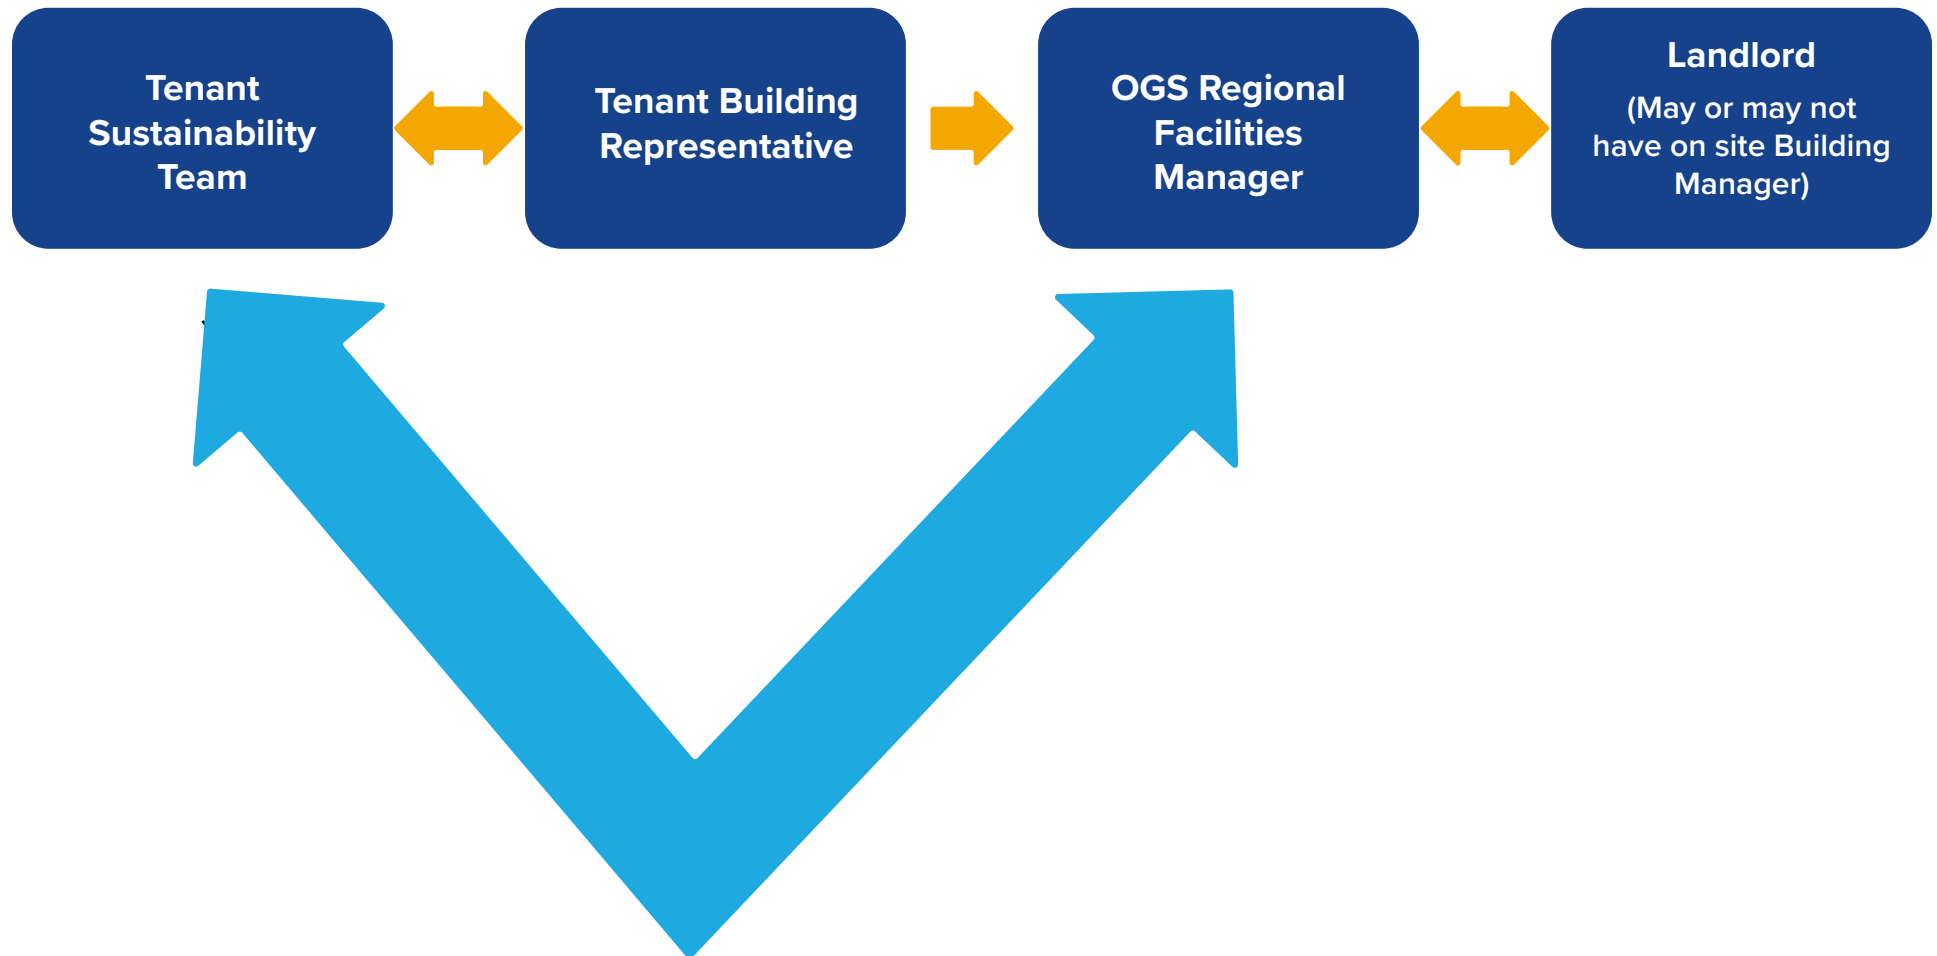 Tenant
Sustainability
Team
Tenant Building
Representative
OGS Regional
Facilities
Manager
Landlord
(May or may not
have on site Building
Manager)